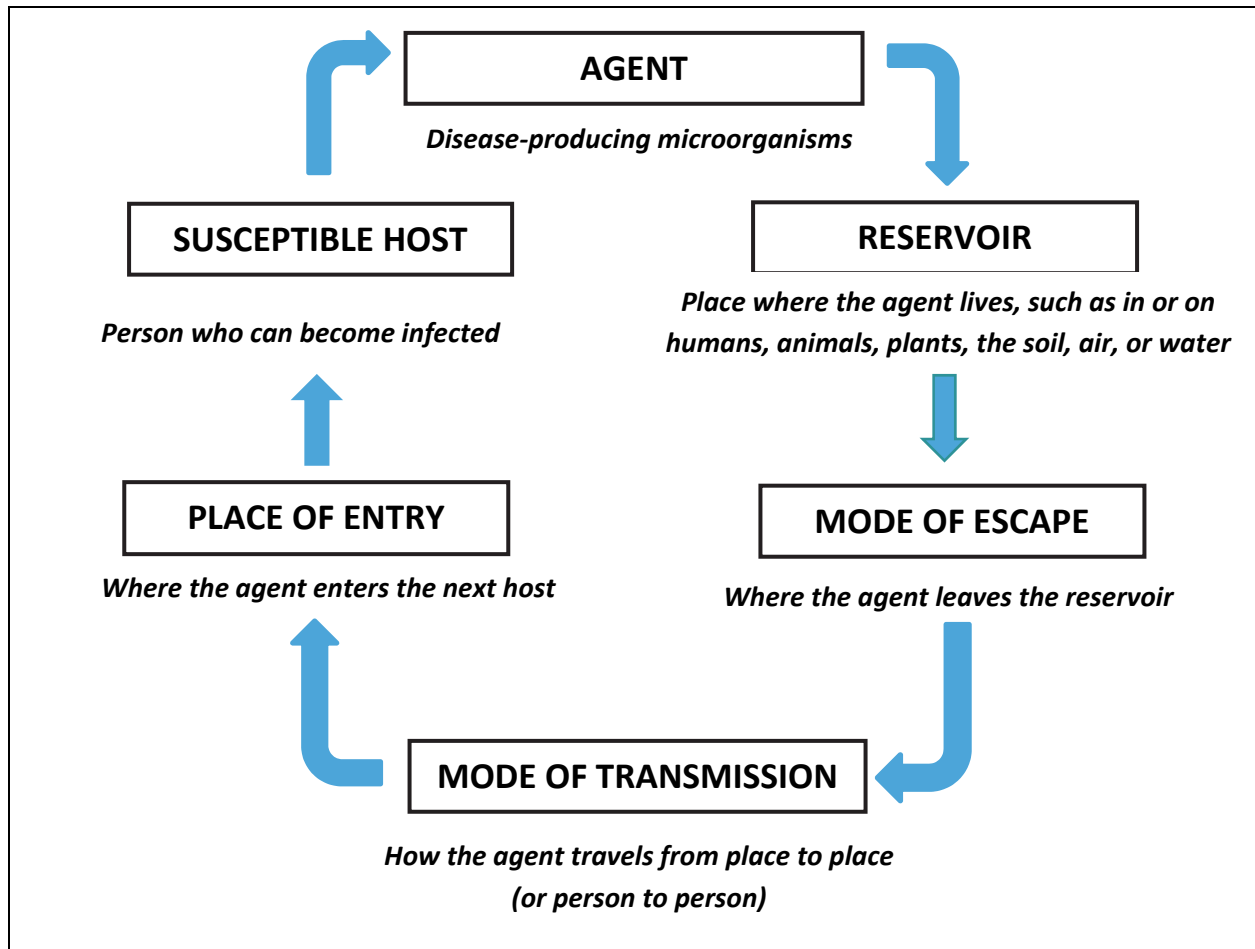 AGENT
Disease-producing microorganisms
SUSCEPTIBLE HOST
RESERVOIR
Person who can become infected
Place where the agent lives, such as in or on
humans, animals, plants, the soil, air, or water
PLACE OF ENTRY
MODE OF ESCAPE
Where the agent enters the next host
Where the agent leaves the reservoir
MODE OF TRANSMISSION
How the agent travels from place to place
(or person to person)